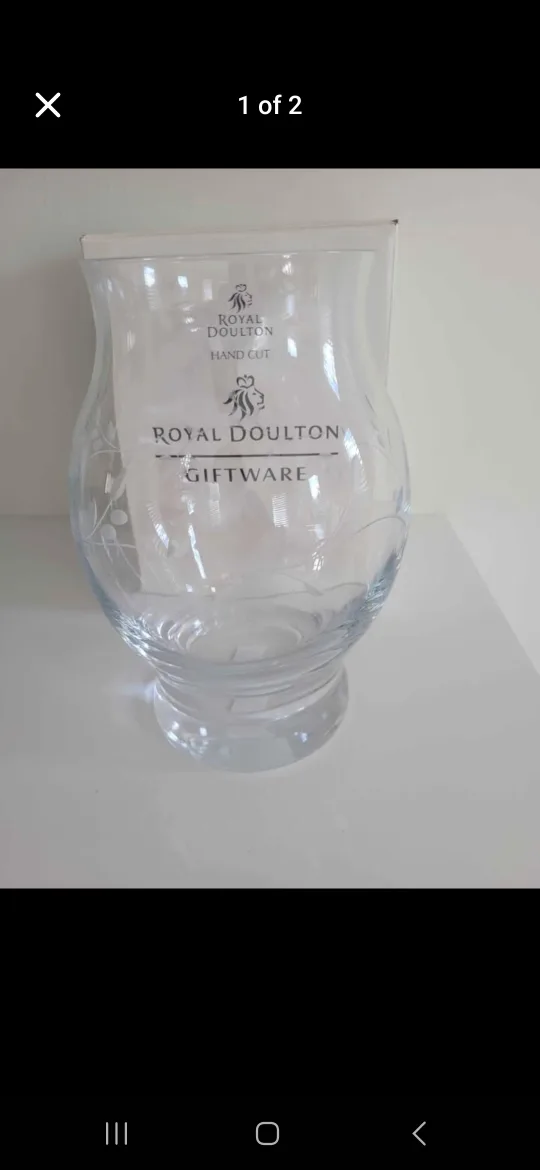 1 of 2
ROYAL
DOULTON
HAND CUT
ROYAL DOULTON
GIFTWARE